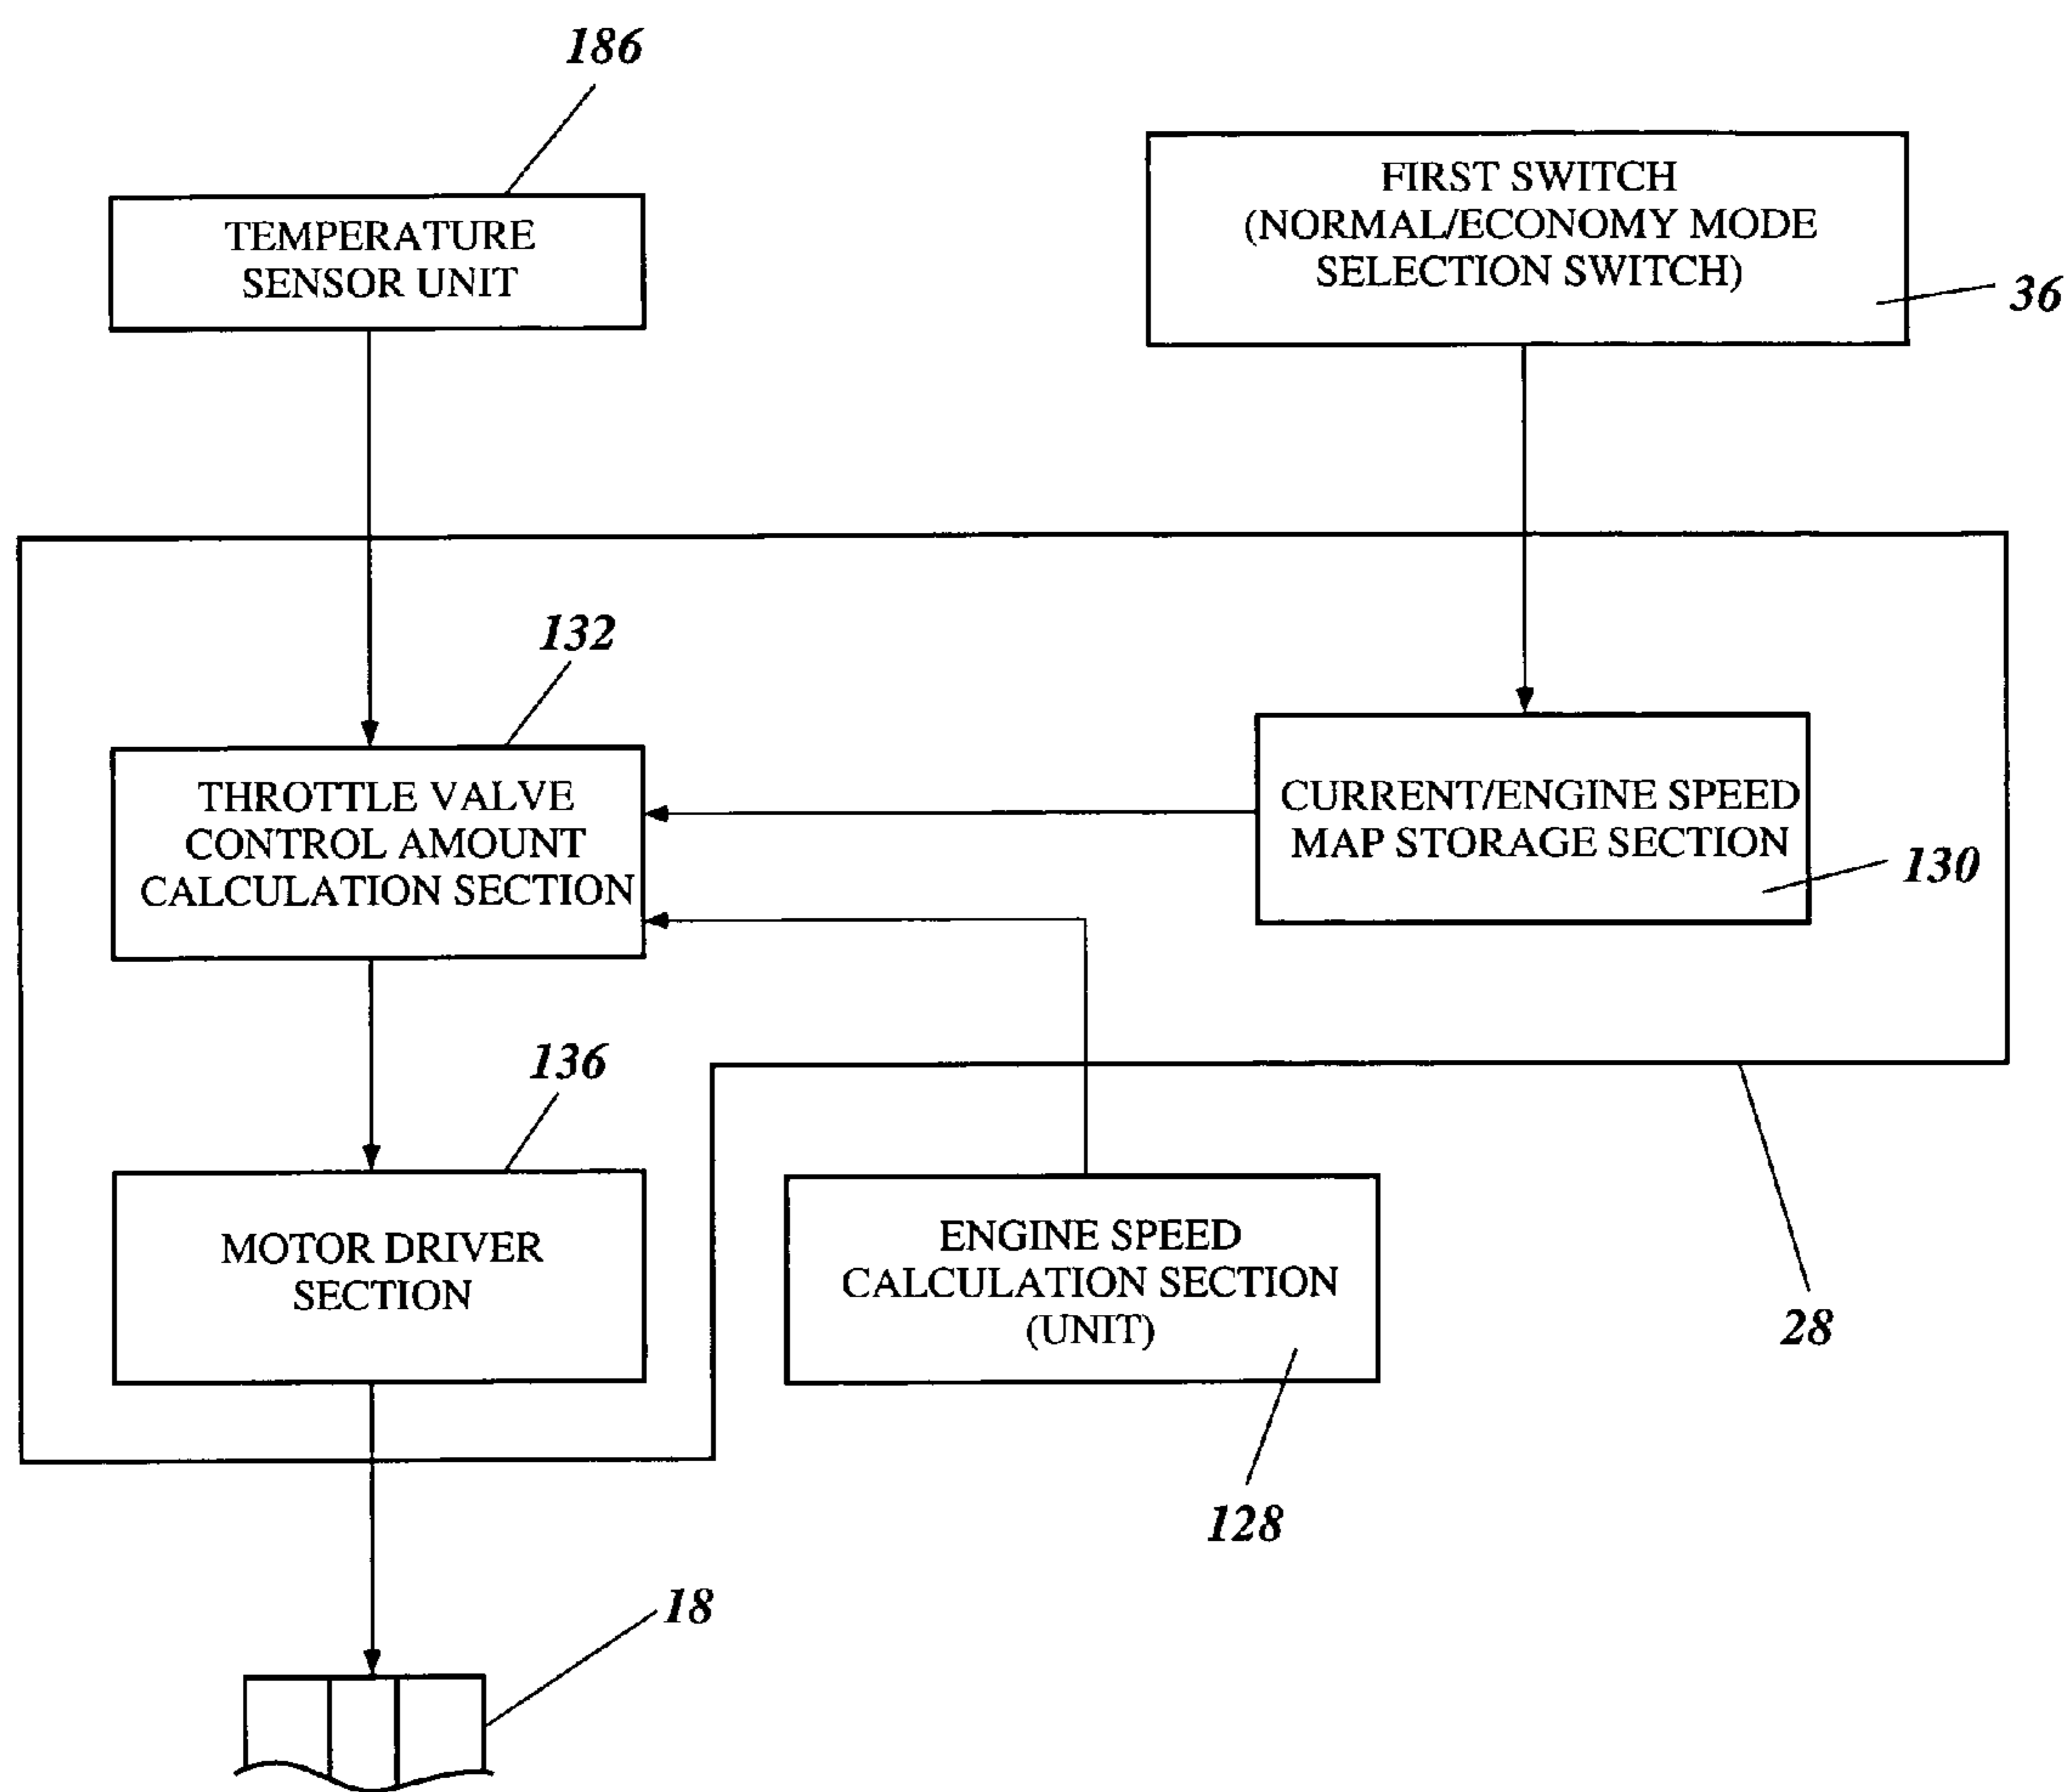 186
TEMPERATURE
SENSOR UNIT
FIRST SWITCH
(NORMAL/ECONOMY MODE
SELECTION SWITCH)
36
132
THROTTLE VALVE
CONTROL AMOUNT
CALCULATION SECTION
CURRENT/ENGINE SPEED
MAP STORAGE SECTION
130
136
MOTOR DRIVER
SECTION
ENGINE SPEED
CALCULATION SECTION
(UNIT)
28
128
18